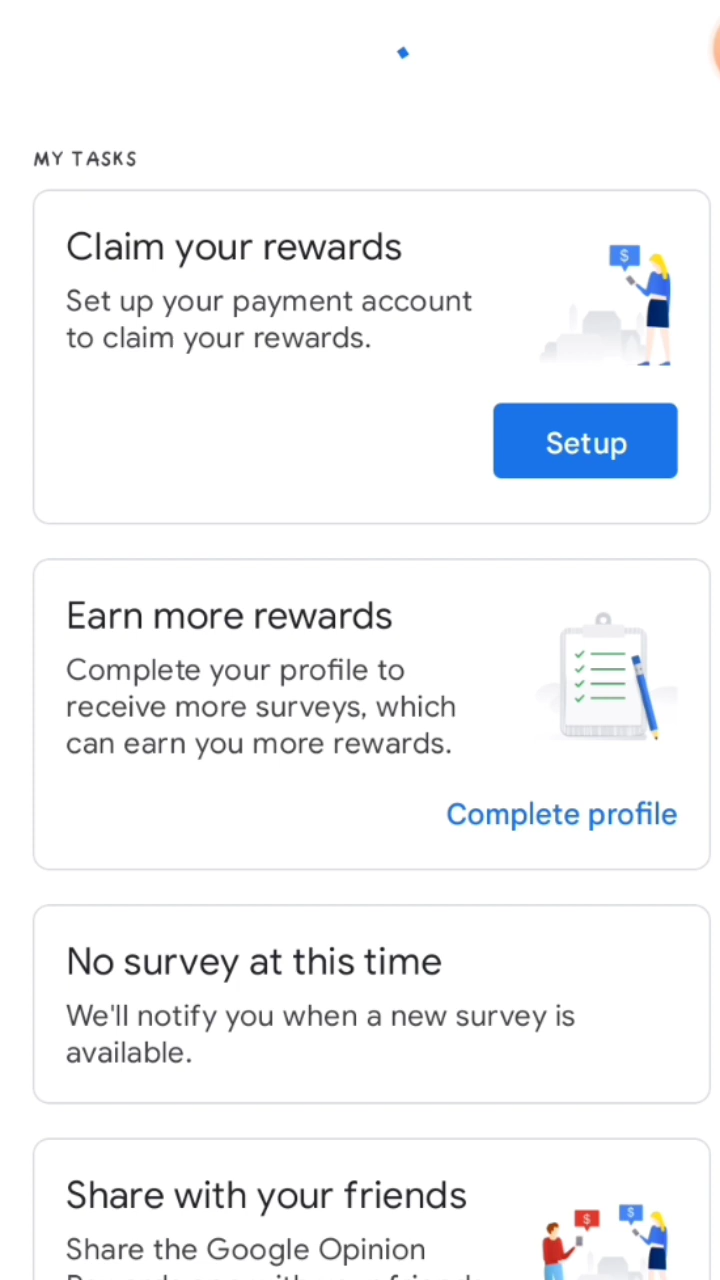 MY TASKS
Claim your rewards
$
Set up your payment account
to claim your rewards.
Setup
Earn more rewards
Complete your profile to
receive more surveys, which
can earn you more rewards.
Complete profile
No survey at this time
We'll notify you when a new survey is
available.
Share with your friends
$ $
Share the Google Opinion